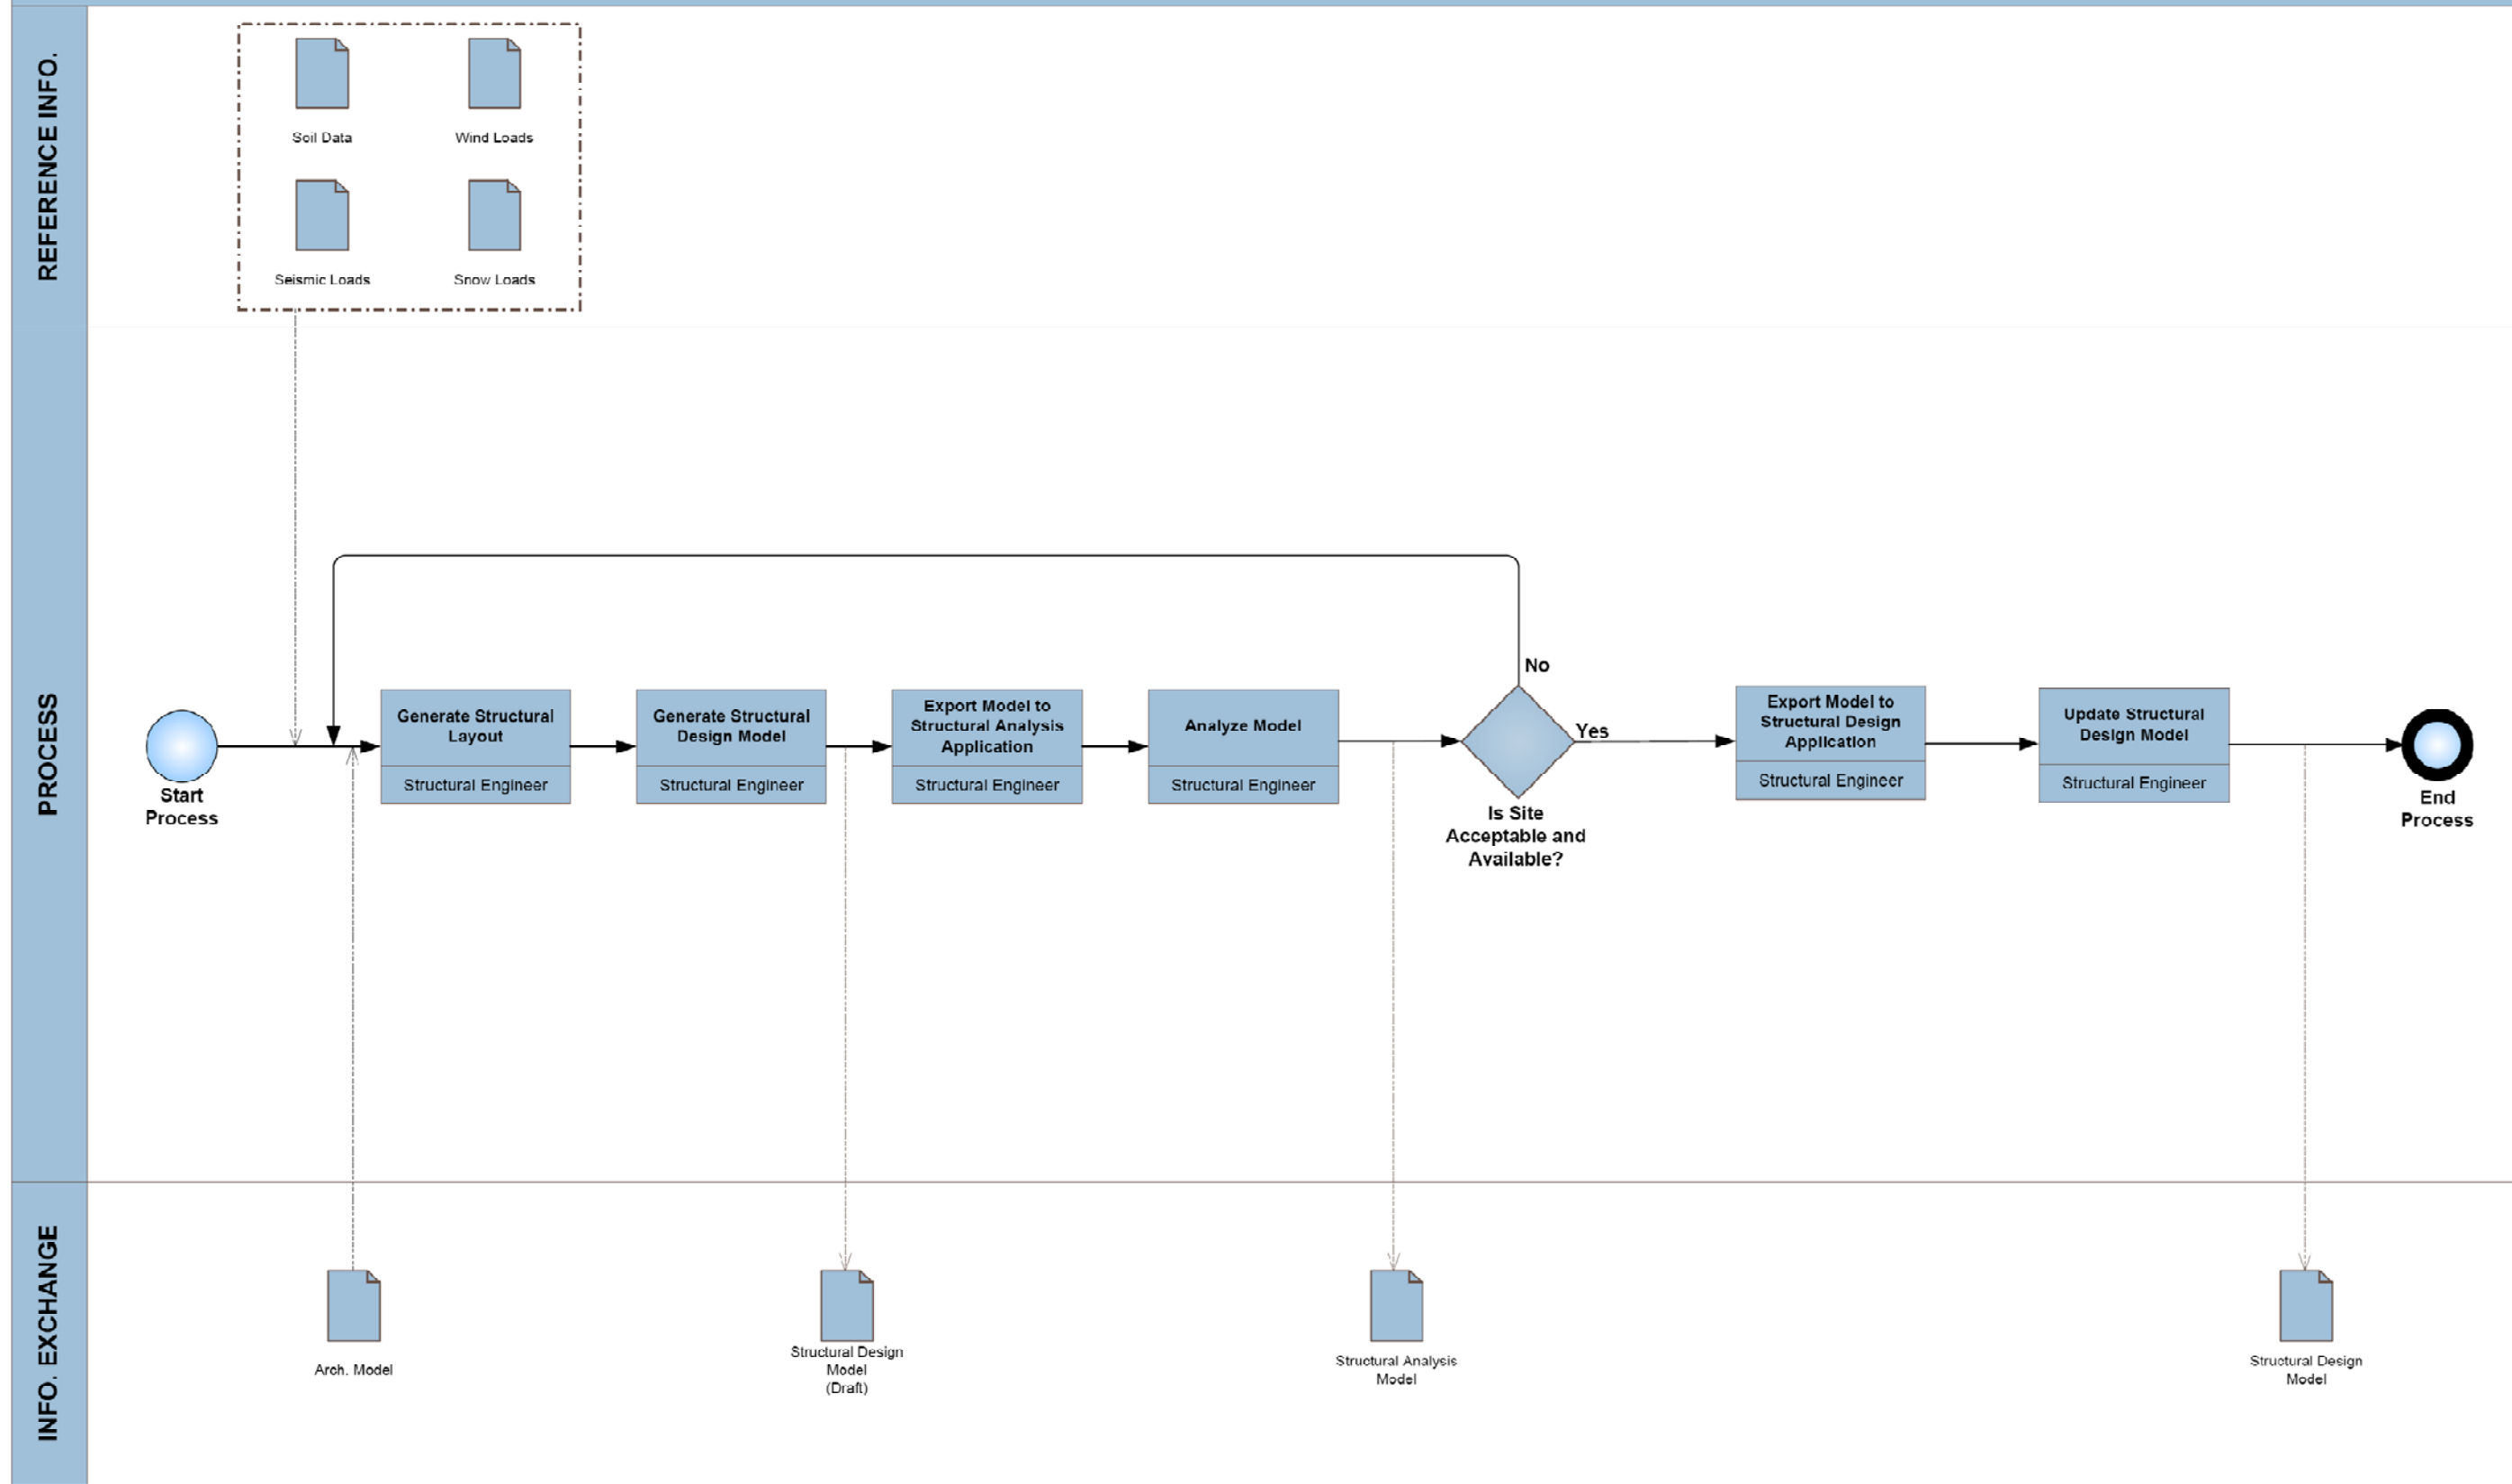 REFERENCE INFO.
Soil Data
Wind Loads
Seismic Loads
Snow Loads
PROCESS
Start
Process
Generate Structural
Layout
Structural Engineer
Generate Structural
Design Model
Structural Engineer
Export Model to
Structural Analysis
Application
Structural Engineer
Analyze Model
Structural Engineer
No
Yes
Is Site
Acceptable and
Available?
Export Model to
Structural Design
Application
Structural Engineer
Update Structural
Design Model
Structural Engineer
End
Process
INFO. EXCHANGE
Arch. Model
Structural Design
Model
(Draft)
Structural Analysis
Model
Structural Design
Model